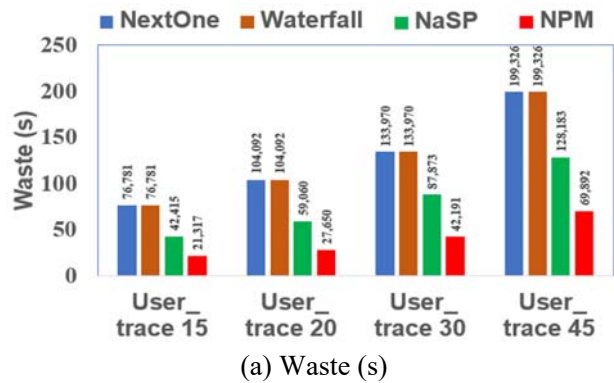 NextOne Waterfall NaSP NPM
Waste (s)
250
200
150
100
50
0
76,781
76,781
42,415
21,317
104,092
104,092
59,060
27,650
133,970
133,970
87,873
42,191
199,326
199,326
128,183
69,892
User_
trace 15
User_
trace 20
User_
trace 30
User_
trace 45
(a) Waste (s)